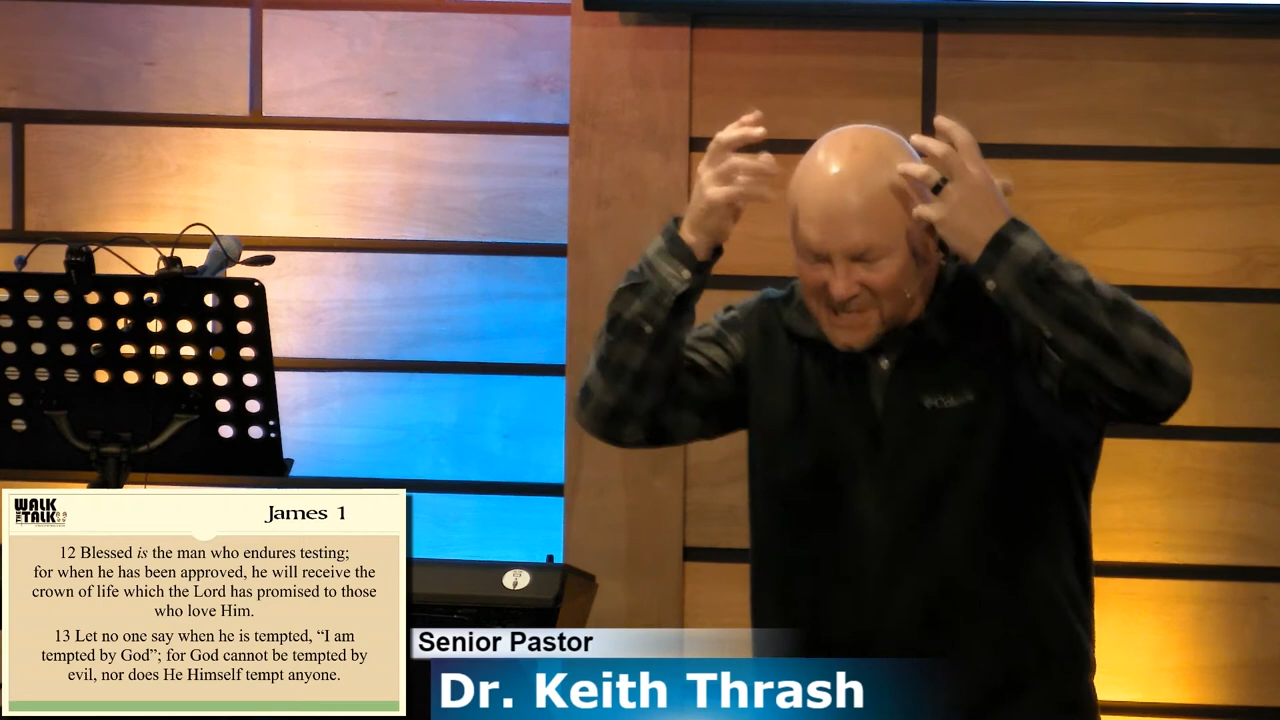 WALK
THE
TALK
James 1
12 Blessed is the man who endures testing;
for when he has been approved, he will receive the
crown of life which the Lord has promised to those
who love Him.
13 Let no one say when he is tempted, “I am
tempted by God”; for God cannot be tempted by
evil, nor does He Himself tempt anyone.
Senior Pastor
Dr. Keith Thrash